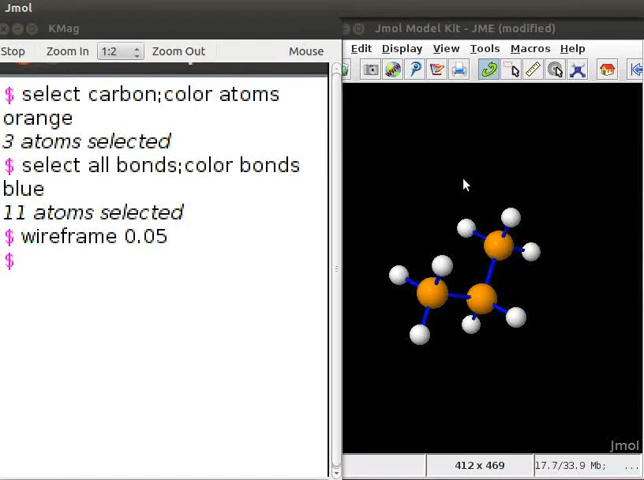 Jmol
KMag
Stop Zoom In 1:2 Zoom Out Mouse
$ select carbon;color atoms
orange
3 atoms selected
$ select all bonds;color bonds
blue
11 atoms selected
$ wireframe 0.05
$
Jmol Model Kit - JME (modified)
Edit Display View Tools Macros Help
Jmol
412 x 469 17.7/33.9 Mb; ...